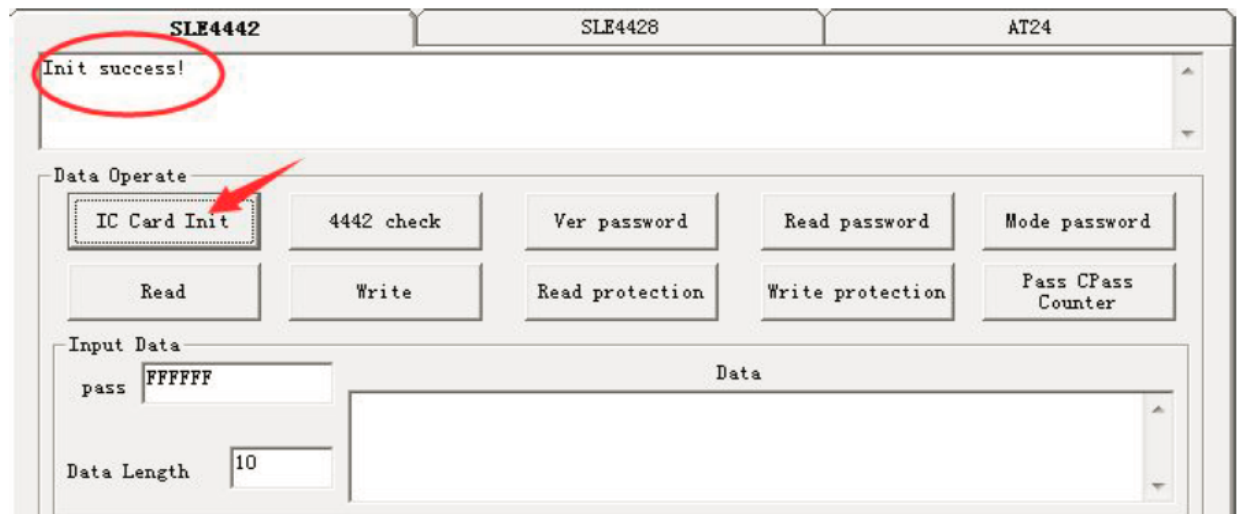 SLE4442 SLE4428 AT24
Init success!
Data Operate
IC Card Init 4442 check Ver password Read password Mode password
Read Write Read protection Write protection Pass CPass
Counter
Input Data
pass FFFFFF
Data
Data Length 10